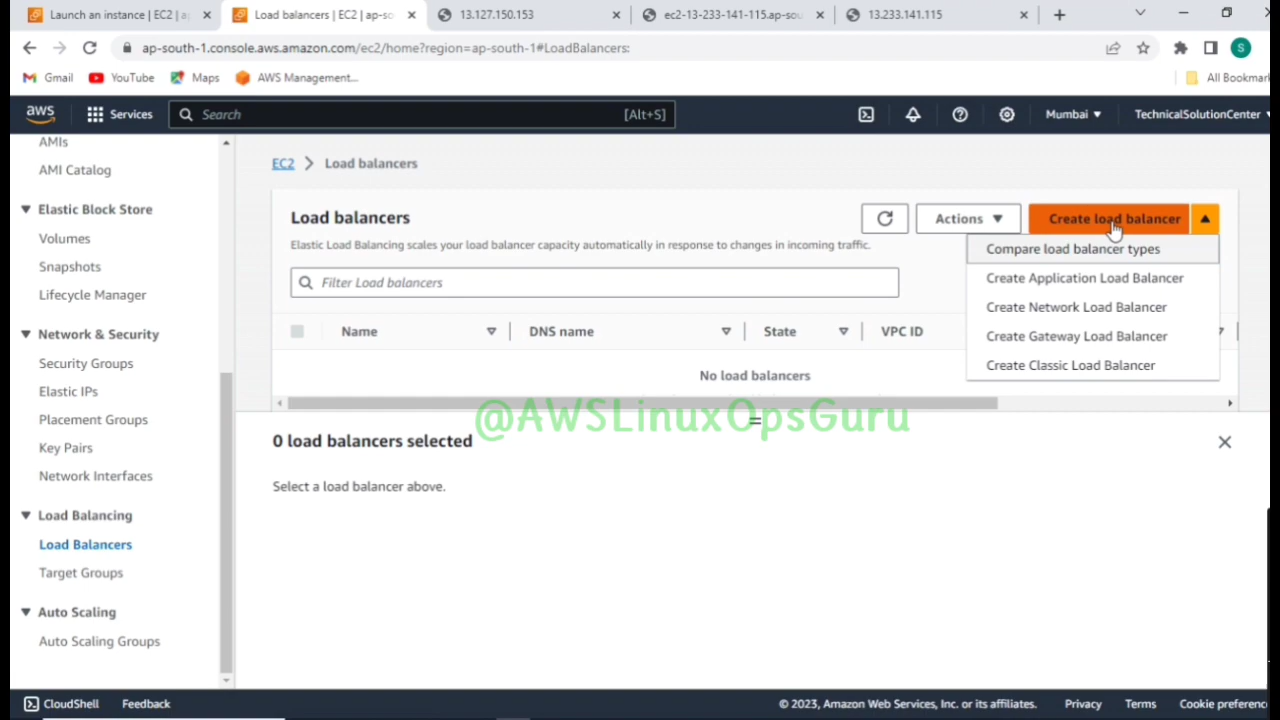 Launch an instance | EC2 | a
Load balancers | EC2 | ap-so
13.127.150.153
ec2-13-233-141-115.ap-sou
13.233.141.115
ap-south-1.console.aws.amazon.com/ec2/home?region=ap-south-1#LoadBalancers:
S
Gmail
YouTube
Maps
AWS Management...
All Bookmar
aws
Services
Search
[Alt+S]
Mumbai
TechnicalSolutionCenter
AMIs
AMI Catalog
Elastic Block Store
Volumes
Snapshots
Lifecycle Manager
Network & Security
Security Groups
Elastic IPs
Placement Groups
Key Pairs
Network Interfaces
Load Balancing
Load Balancers
Target Groups
Auto Scaling
Auto Scaling Groups
EC2 > Load balancers
Load balancers
Actions
Create load balancer
Elastic Load Balancing scales your load balancer capacity automatically in response to changes in incoming traffic.
Compare load balancer types
Create Application Load Balancer
Create Network Load Balancer
Create Gateway Load Balancer
Create Classic Load Balancer
Filter Load balancers
Name
DNS name
State
VPC ID
No load balancers
@AWSLinuxOpsGuru
0 load balancers selected
Select a load balancer above.
CloudShell
Feedback
© 2023, Amazon Web Services, Inc. or its affiliates.
Privacy
Terms
Cookie preferenc